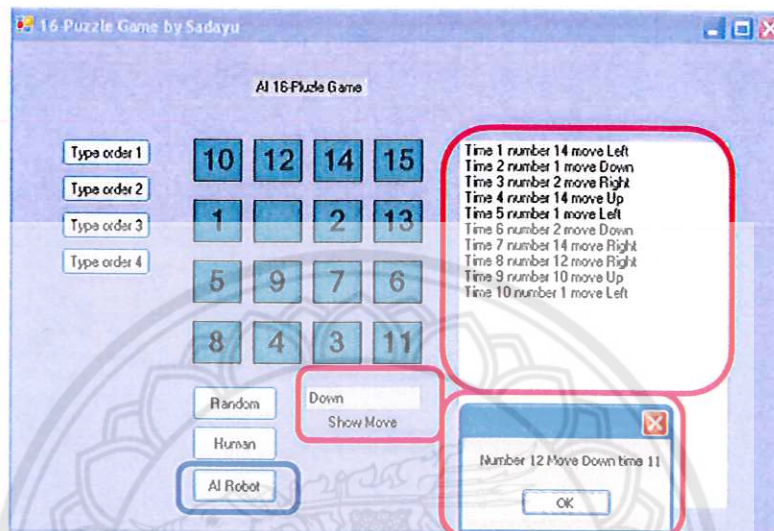 16-Puzzle Game by Sadayu
AI 16-Pluzle Game
Type order 1
Type order 2
Type order 3
Type order 4
10 12 14 15
1 2 13
5 9 7 6
8 4 3 11
Random
Human
AI Robot
Down
Show Move
Time 1 number 14 move Left
Time 2 number 1 move Down
Time 3 number 2 move Right
Time 4 number 14 move Up
Time 5 number 1 move Left
Time 6 number 2 move Down
Time 7 number 14 move Right
Time 8 number 12 move Right
Time 9 number 10 move Up
Time 10 number 1 move Left
Number 12 Move Down time 11
OK